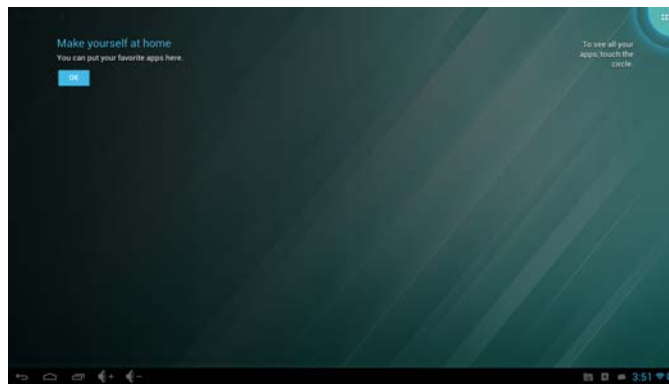 Make yourself at home
You can put your favorite apps here.
OK
To see all your
apps, touch the
circle.
3:51